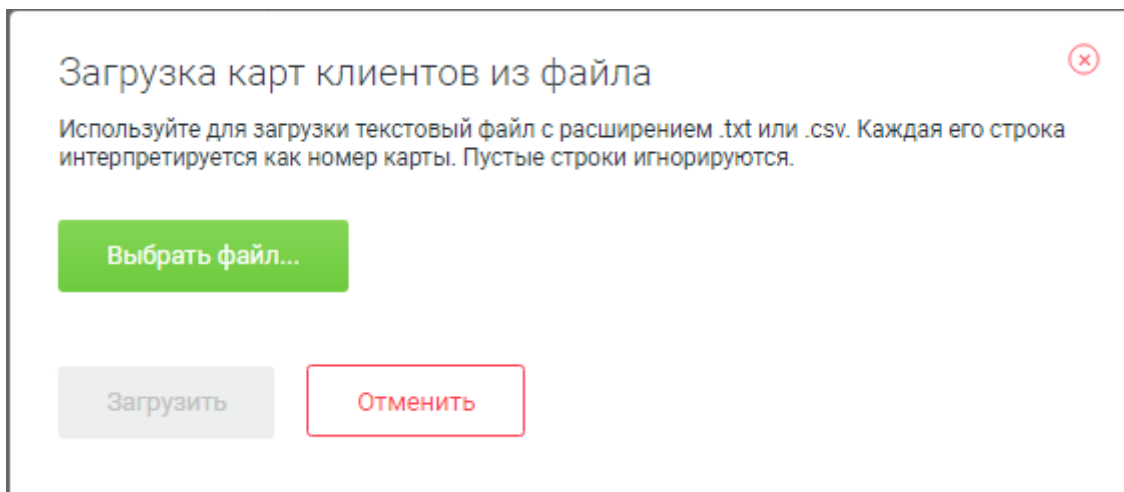 Загрузка карт клиентов из файла
Используйте для загрузки текстовый файл с расширением .txt или .csv. Каждая его строка
интерпретируется как номер карты. Пустые строки игнорируются.
Выбрать файл...
Загрузить
Отменить